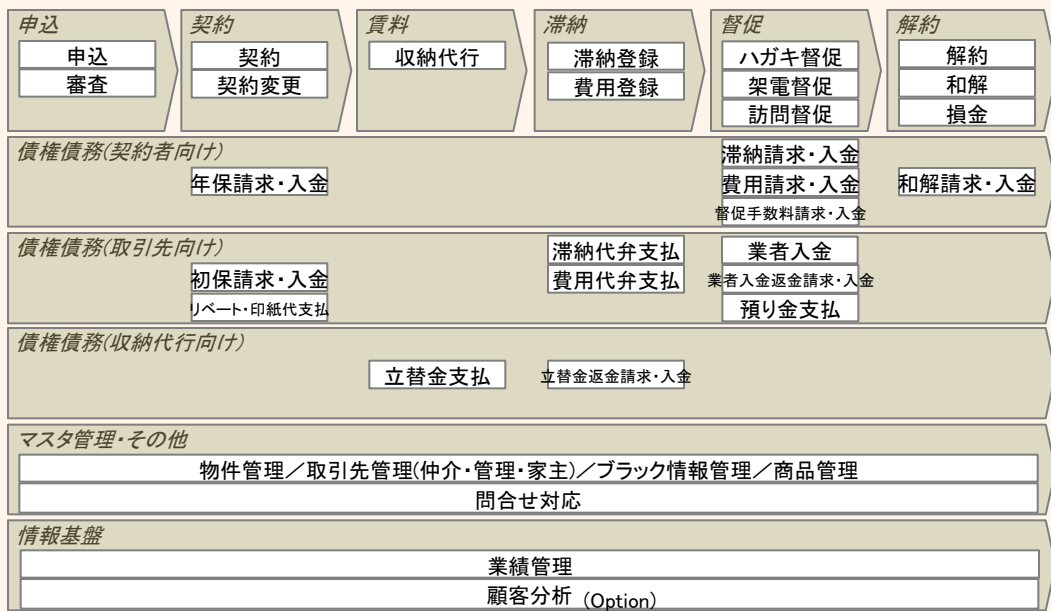 申込
契約
賃料
滞納
督促
解約
申込
審査
契約
契約変更
収納代行
滞納登録
費用登録
ハガキ督促
架電督促
訪問督促
解約
和解
損金
債権債務(契約者向け)
年保請求・入金
滞納請求・入金
費用請求・入金
督促手数料請求・入金
和解請求・入金
債権債務(取引先向け)
初保請求・入金
リベート・印紙代支払
滞納代弁支払
費用代弁支払
業者入金
業者入金返金請求・入金
預り金支払
債権債務(収納代行向け)
立替金支払
立替金返金請求・入金
マスタ管理・その他
物件管理／取引先管理(仲介・管理・家主)／ブラック情報管理／商品管理
問合せ対応
情報基盤
業績管理
顧客分析 (Option)